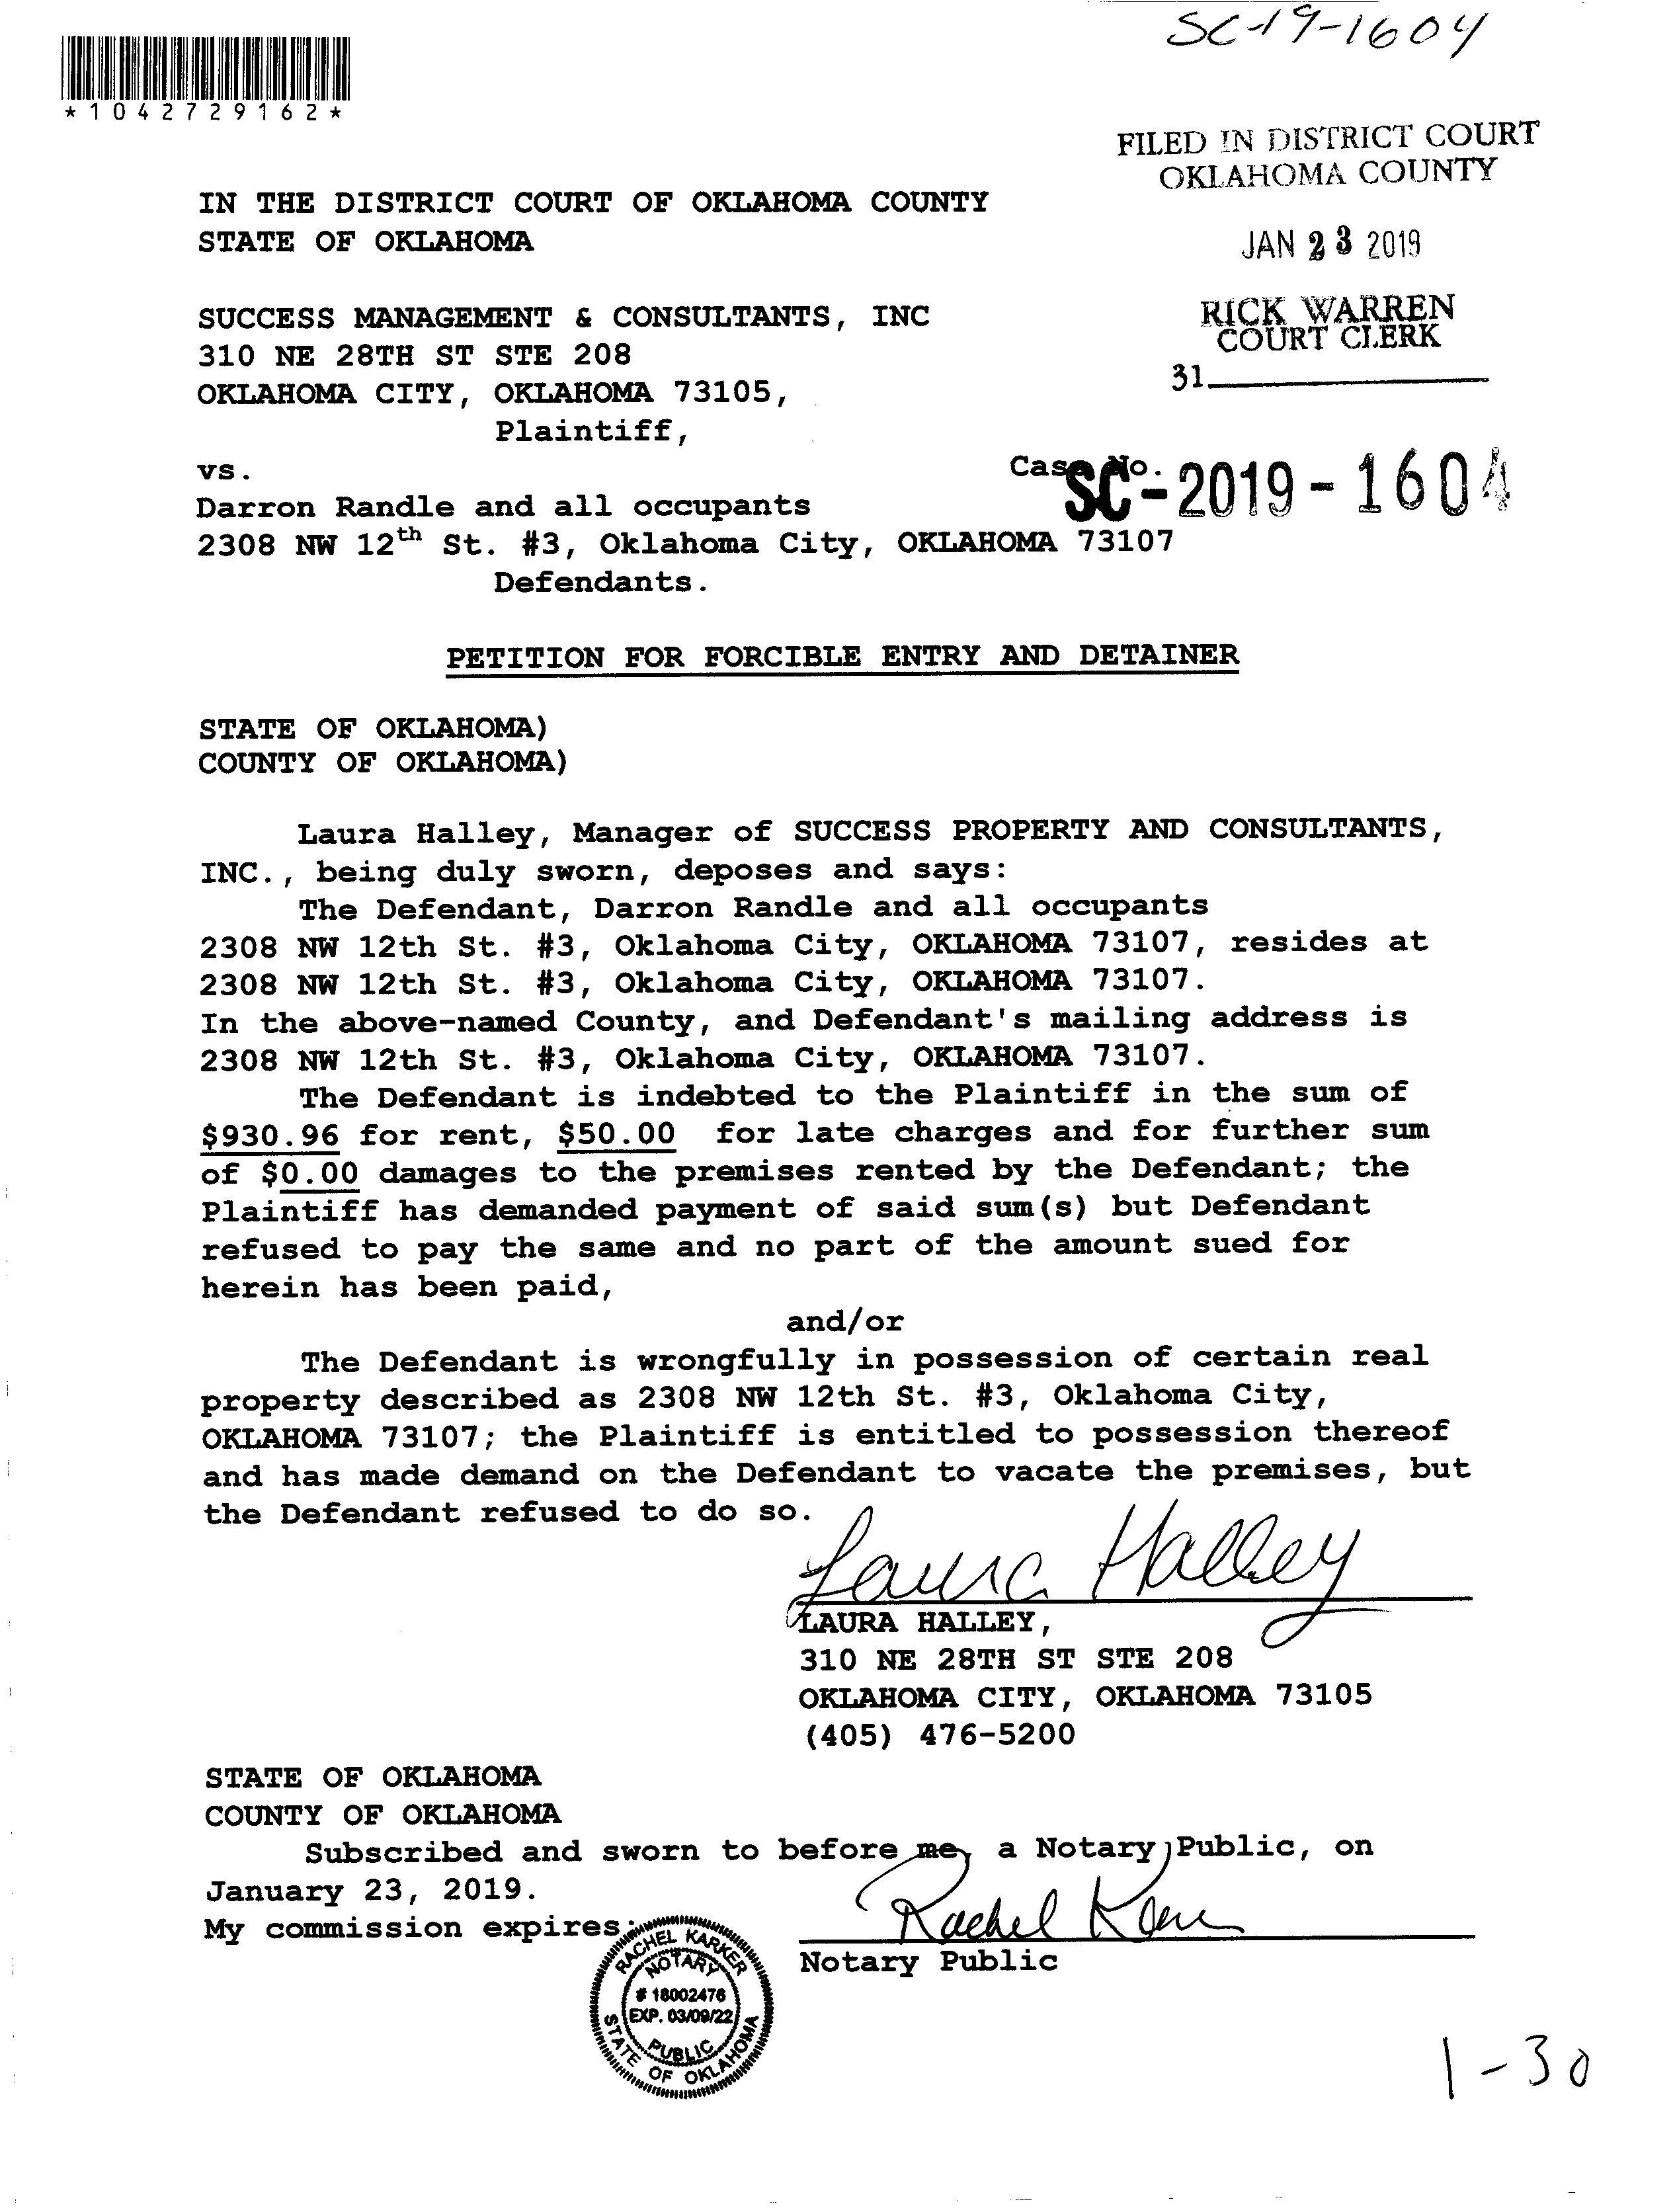 SC-19-1604
*1042729162*
FILED IN DISTRICT COURT
OKLAHOMA COUNTY
IN THE DISTRICT COURT OF OKLAHOMA COUNTY
STATE OF OKLAHOMA
JAN 23 2019
SUCCESS MANAGEMENT & CONSULTANTS, INC
310 NE 28TH ST STE 208
OKLAHOMA CITY, OKLAHOMA 73105,
Plaintiff,
RICK WARREN
COURT CLERK
31
vs.
Case No.
SC-2019-1604
Darron Randle and all occupants
2308 NW 12th St. #3, Oklahoma City, OKLAHOMA 73107
Defendants.
PETITION FOR FORCIBLE ENTRY AND DETAINER
STATE OF OKLAHOMA)
COUNTY OF OKLAHOMA)
Laura Halley, Manager of SUCCESS PROPERTY AND CONSULTANTS,
INC., being duly sworn, deposes and says:
The Defendant, Darron Randle and all occupants
2308 NW 12th St. #3, Oklahoma City, OKLAHOMA 73107, resides at
2308 NW 12th St. #3, Oklahoma City, OKLAHOMA 73107.
In the above-named County, and Defendant's mailing address is
2308 NW 12th St. #3, Oklahoma City, OKLAHOMA 73107.
The Defendant is indebted to the Plaintiff in the sum of
$930.96 for rent, $50.00 for late charges and for further sum
of $0.00 damages to the premises rented by the Defendant; the
Plaintiff has demanded payment of said sum(s) but Defendant
refused to pay the same and no part of the amount sued for
herein has been paid,
and/or
The Defendant is wrongfully in possession of certain real
property described as 2308 NW 12th St. #3, Oklahoma City,
OKLAHOMA 73107; the Plaintiff is entitled to possession thereof
and has made demand on the Defendant to vacate the premises, but
the Defendant refused to do so.
Laura Halley
LAURA HALLEY,
310 NE 28TH ST STE 208
OKLAHOMA CITY, OKLAHOMA 73105
(405) 476-5200
STATE OF OKLAHOMA
COUNTY OF OKLAHOMA
Subscribed and sworn to before me, a Notary Public, on
January 23, 2019.
My commission expires:
Rachel
Notary Public
RACHEL KARKER
NOTARY
# 18002476
EXP. 03/09/22
PUBLIC
STATE OF OKLAHOMA
1-30